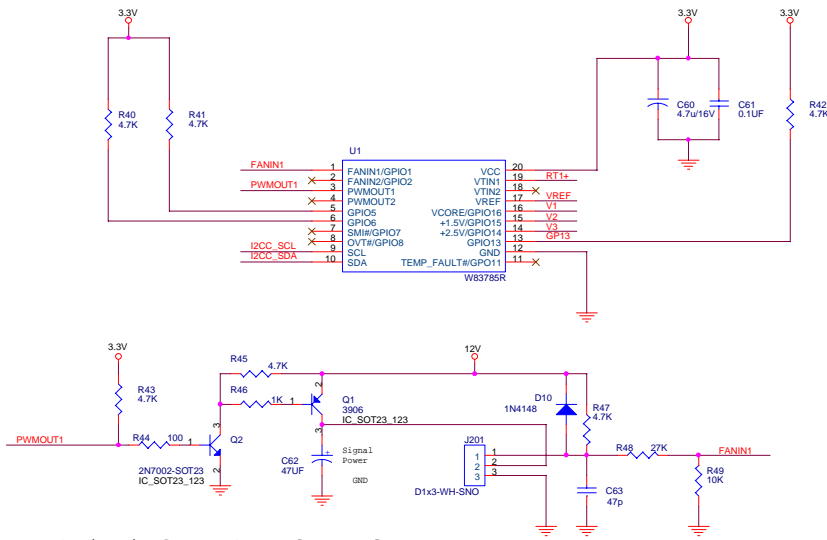 3.3V
3.3V
3.3V
R40
4.7K
R41
4.7K
C60
4.7u/16V
C61
0.1UF
R42
4.7K
U1
FANIN1 1 FANIN1/GPIO1 VCC 20
2 FANIN2/GPIO2 VTIN1 19 RT1+
PWMOUT1 3 PWMOUT1 VTIN2 18
4 PWMOUT2 VREF 17 VREF
5 GPIO5 VCORE/GPIO16 16 V1
6 GPIO6 +1.5V/GPIO15 15 V2
7 SMI#/GPIO7 +2.5V/GPIO14 14 V3
8 OVT#/GPIO8 GPIO13 13 GP13
I2CC_SCL 9 SCL GND 12
I2CC_SDA 10 SDA TEMP_FAULT#/GPO11 11
W83785R
3.3V
12V
R45 4.7K
R43
4.7K
R46
1K 1
2
3
Q1
3906
IC_SOT23_123
D10
1N4148
R47
4.7K
PWMOUT1
R44 100 1
3
2
Q2
2N7002-SOT23
IC_SOT23_123
C62
47UF
+
Signal
Power
GND
J201
1 1
2 2
3 3
D1x3-WH-SNO
R48 27K
FANIN1
C63
47p
R49
10K